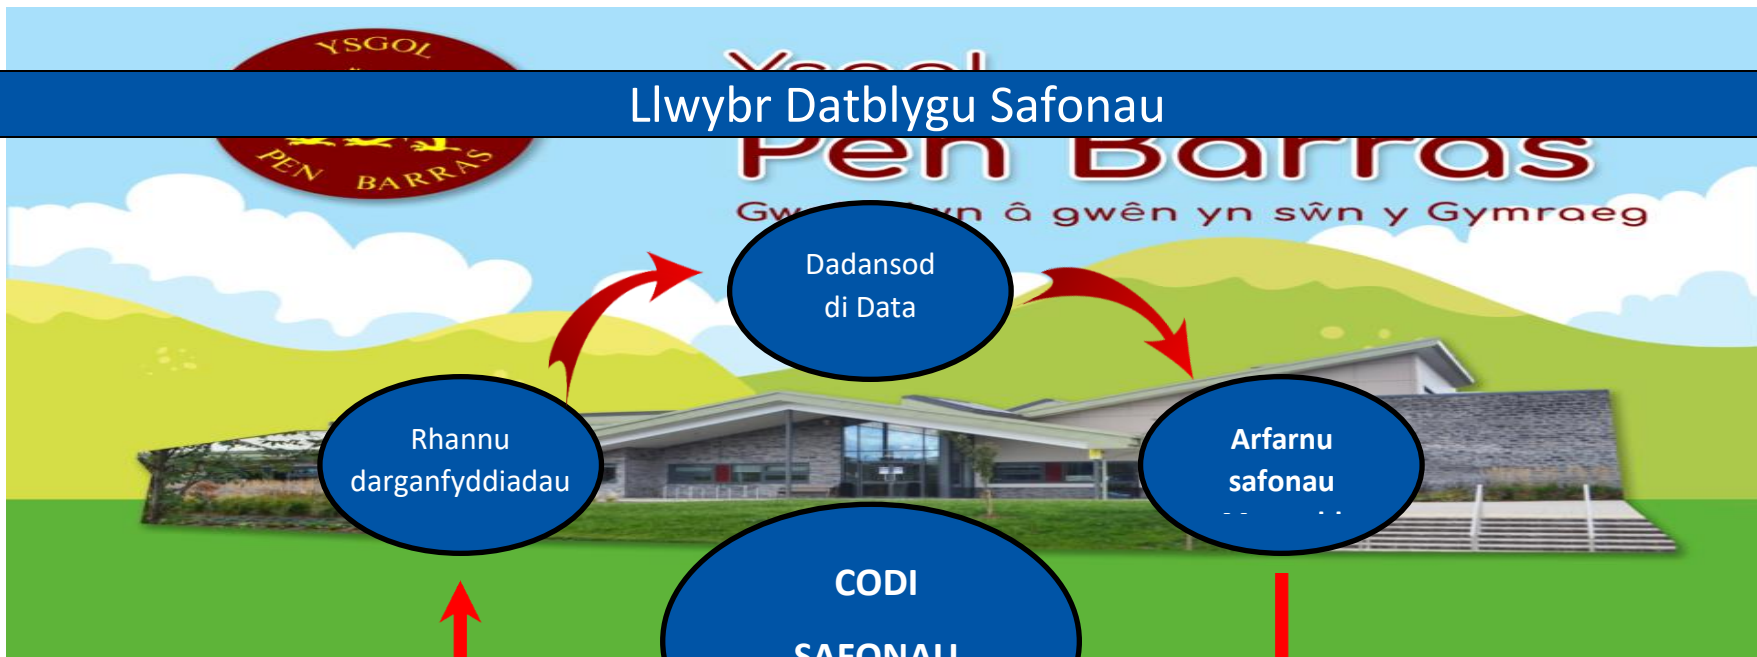 YSGOL
PEN BARRAS
Llwybr Datblygu Safonau
Pen Barras
â gwên yn sŵn y Gymraeg
Dadansod
di Data
Rhannu
darganfyddiadau
Arfarnu
safonau
CODI
SAFONAU